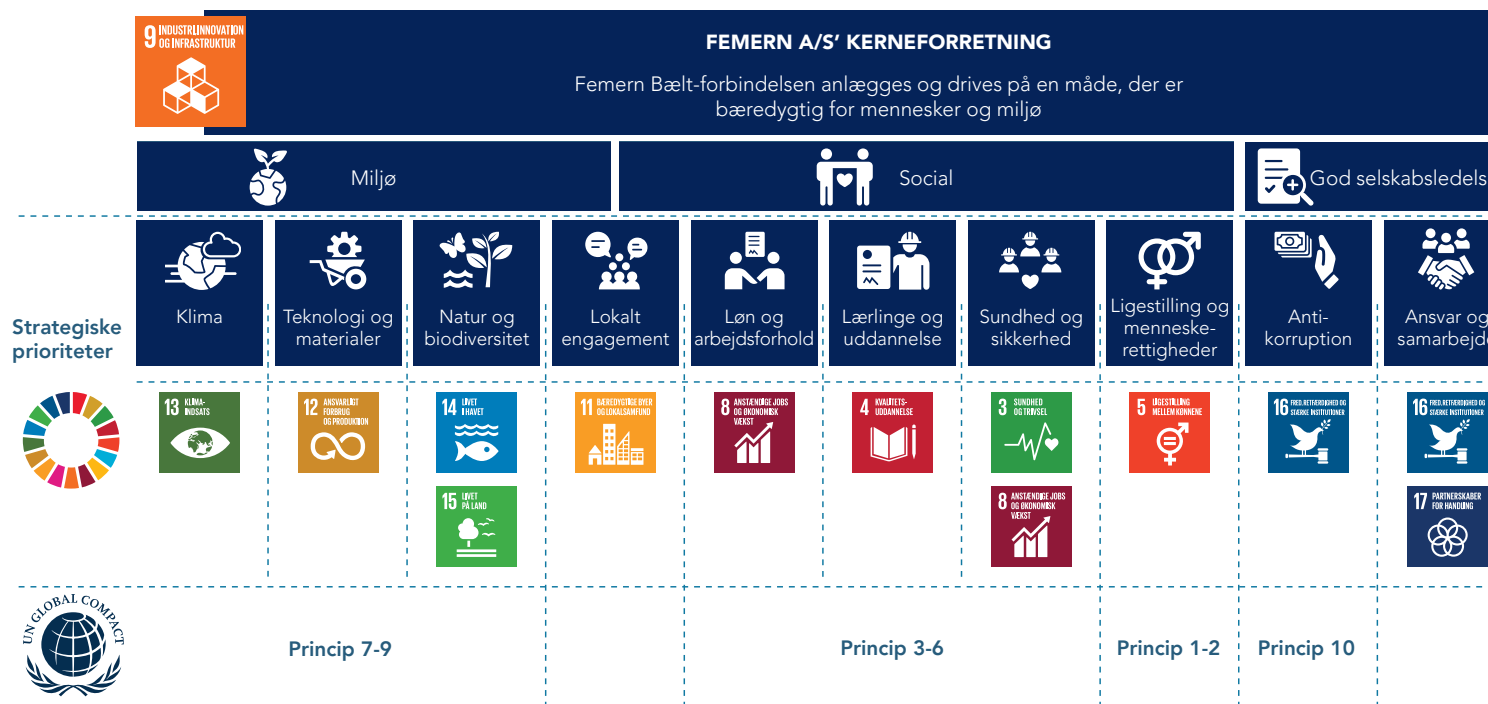 9 INDUSTRI, INNOVATION
OG INFRASTRUKTUR
FEMERN A/S' KERNEFORRETNING
Femern Bælt-forbindelsen anlægges og drives på en måde, der er
bæredygtig for mennesker og miljø
Miljø
Social
God selskabsledels
Strategiske
prioriteter
Klima
Teknologi og
materialer
Natur og
biodiversitet
Lokalt
engagement
Løn og
arbejdsforhold
Lærlinge og
uddannelse
Sundhed og
sikkerhed
Ligestilling og
menneske-
rettigheder
Anti-
korruption
Ansvar og
samarbejde
13 KLIMA-
INDSATS
12 ANSVARLIGT
FORBRUG
OG PRODUKTION
14 LIVET
I HAVET
11 BÆREDYGTIGE BYER
OG LOKALSAMFUND
8 ANSTÆNDIGE JOBS
OG ØKONOMISK
VÆKST
4 KVALITETS-
UDDANNELSE
3 SUNDHED
OG TRIVSEL
5 LIGESTILLING
MELLEM KØNNENE
16 FRED, RETFÆRDIGHED OG
STÆRKE INSTITUTIONER
16 FRED, RETFÆRDIGHED OG
STÆRKE INSTITUTIONER
15 LIVET
PÅ LAND
8 ANSTÆNDIGE JOBS
OG ØKONOMISK
VÆKST
17 PARTNERSKABER
FOR HANDLING
UN GLOBAL COMPACT
Princip 7-9
Princip 3-6
Princip 1-2
Princip 10